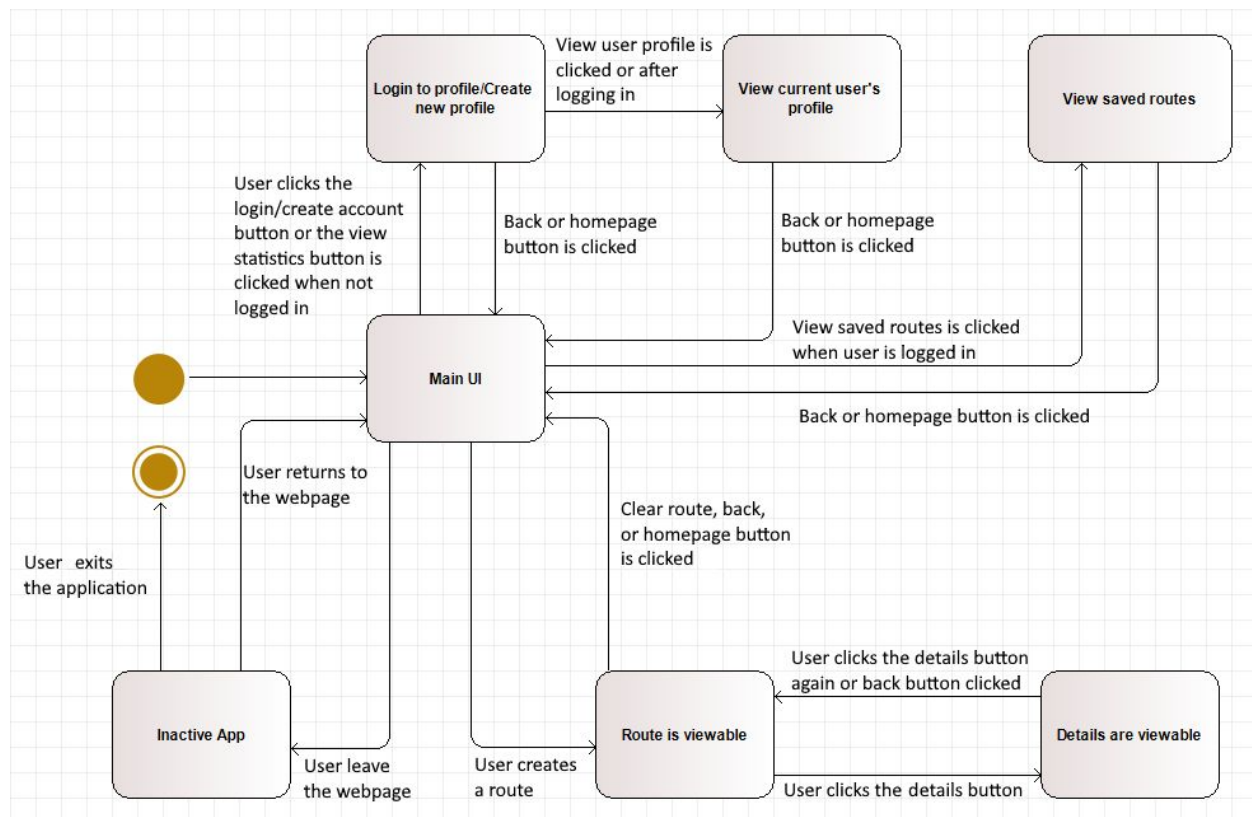 Login to profile/Create
new profile
View user profile is
clicked or after
logging in
View current user's
profile
View saved routes
User clicks the
login/create account
button or the view
statistics button is
clicked when not
logged in
Back or homepage
button is clicked
Back or homepage
button is clicked
View saved routes is clicked
when user is logged in
Main UI
Back or homepage button is clicked
User returns to
the webpage
Clear route, back,
or homepage button
is clicked
User exits
the application
User clicks the details button
again or back button clicked
Inactive App
Route is viewable
Details are viewable
User leave
the webpage
User creates
a route
User clicks the details button